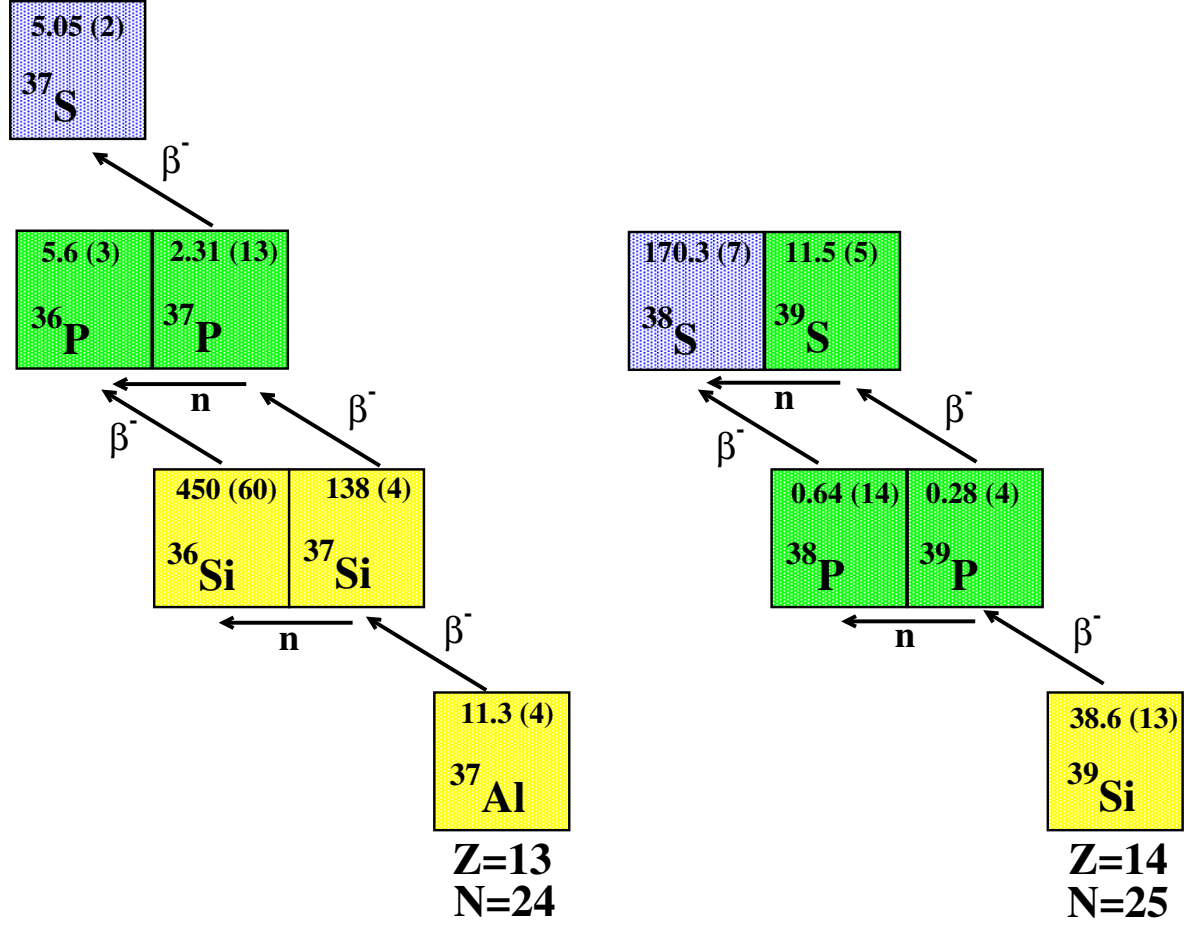 5.05 (2)
37S
β-
5.6 (3) 2.31 (13)
36P 37P
n
β- β-
450 (60) 138 (4)
36Si 37Si
n
β-
11.3 (4)
37Al
Z=13
N=24
170.3 (7) 11.5 (5)
38S 39S
n
β- β-
0.64 (14) 0.28 (4)
38P 39P
n
β-
38.6 (13)
39Si
Z=14
N=25